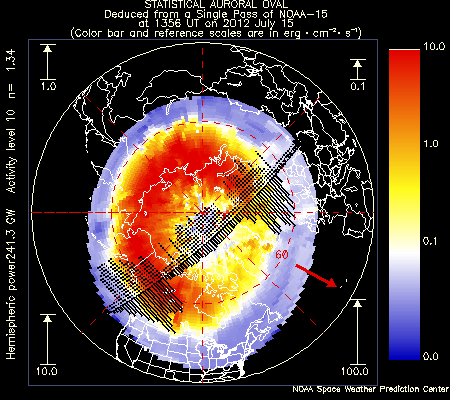 STATISTICAL AURORAL OVAL
Deduced from a Single Pass of NOAA-15
at 1356 UT on 2012 July 15
(Color bar and reference scales are in erg · cm⁻² · s⁻¹)
Hemispheric power241.3 GW Activity level 10 n= 1.34
1.0
0.1
10.0
100.0
60
10.0
1.0
0.1
0.0
NOAA Space Weather Prediction Center